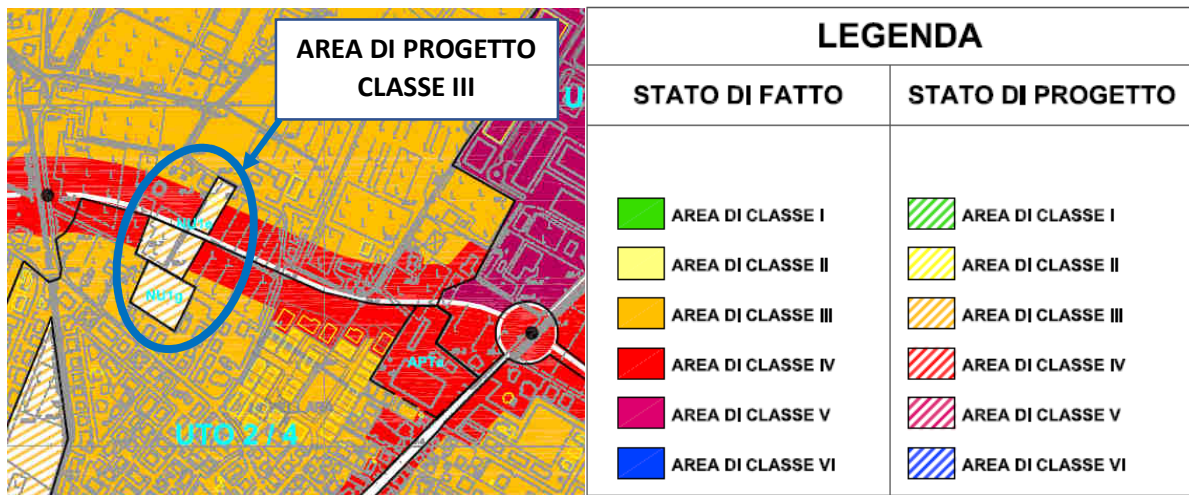 AREA DI PROGETTO
CLASSE III
NU1g
UTO 2 / 4
APTa
U
LEGENDA
STATO DI FATTO
STATO DI PROGETTO
AREA DI CLASSE I
AREA DI CLASSE I
AREA DI CLASSE II
AREA DI CLASSE II
AREA DI CLASSE III
AREA DI CLASSE III
AREA DI CLASSE IV
AREA DI CLASSE IV
AREA DI CLASSE V
AREA DI CLASSE V
AREA DI CLASSE VI
AREA DI CLASSE VI